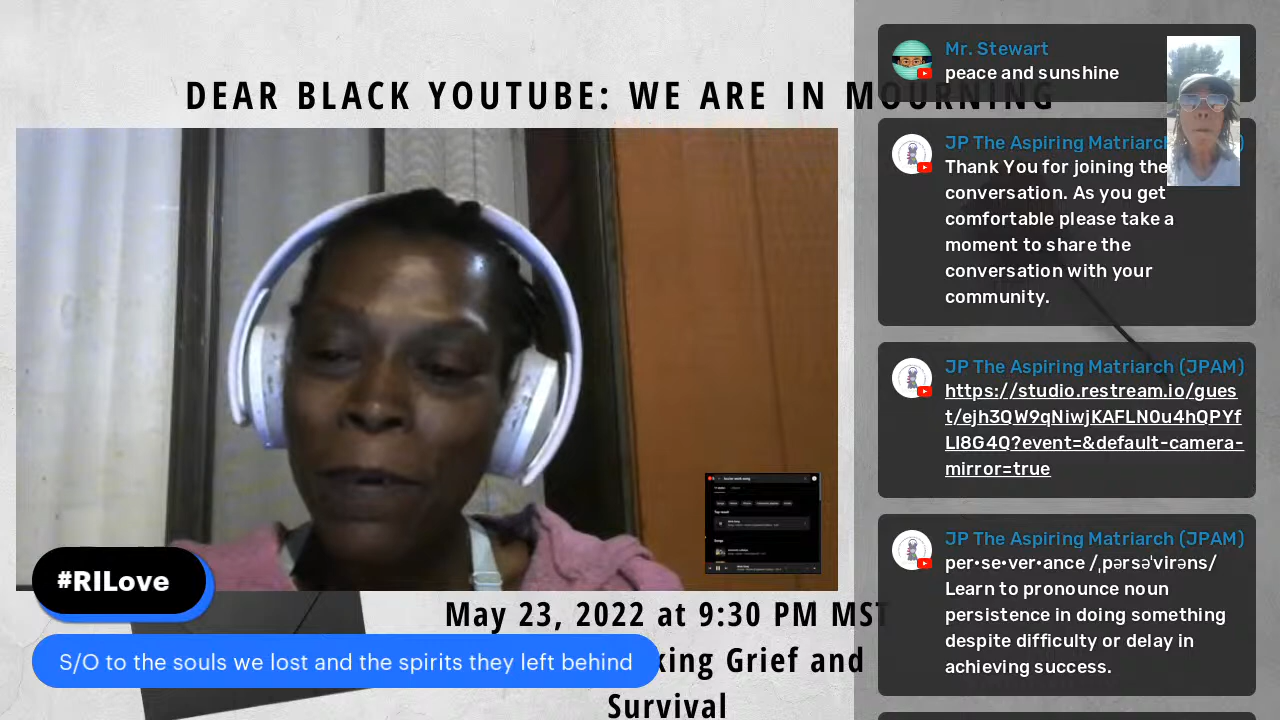 DEAR BLACK YOUTUBE: WE ARE IN MOURNING
Mr. Stewart
peace and sunshine
JP The Aspiring Matriarch
Thank You for joining the
conversation. As you get
comfortable please take a
moment to share the
conversation with your
community.
JP The Aspiring Matriarch (JPAM)
https://studio.restream.io/gues
t/ejh3QW9qNiwjKAFLN0u4hQPYf
LI8G4Q?event=&default-camera-
mirror=true
JP The Aspiring Matriarch (JPAM)
per•se•ver•ance /ˌpərsəˈvirəns/
Learn to pronounce noun
persistence in doing something
despite difficulty or delay in
achieving success.
#RILove
S/O to the souls we lost and the spirits they left behind
May 23, 2022 at 9:30 PM MST
Grief and
Survival